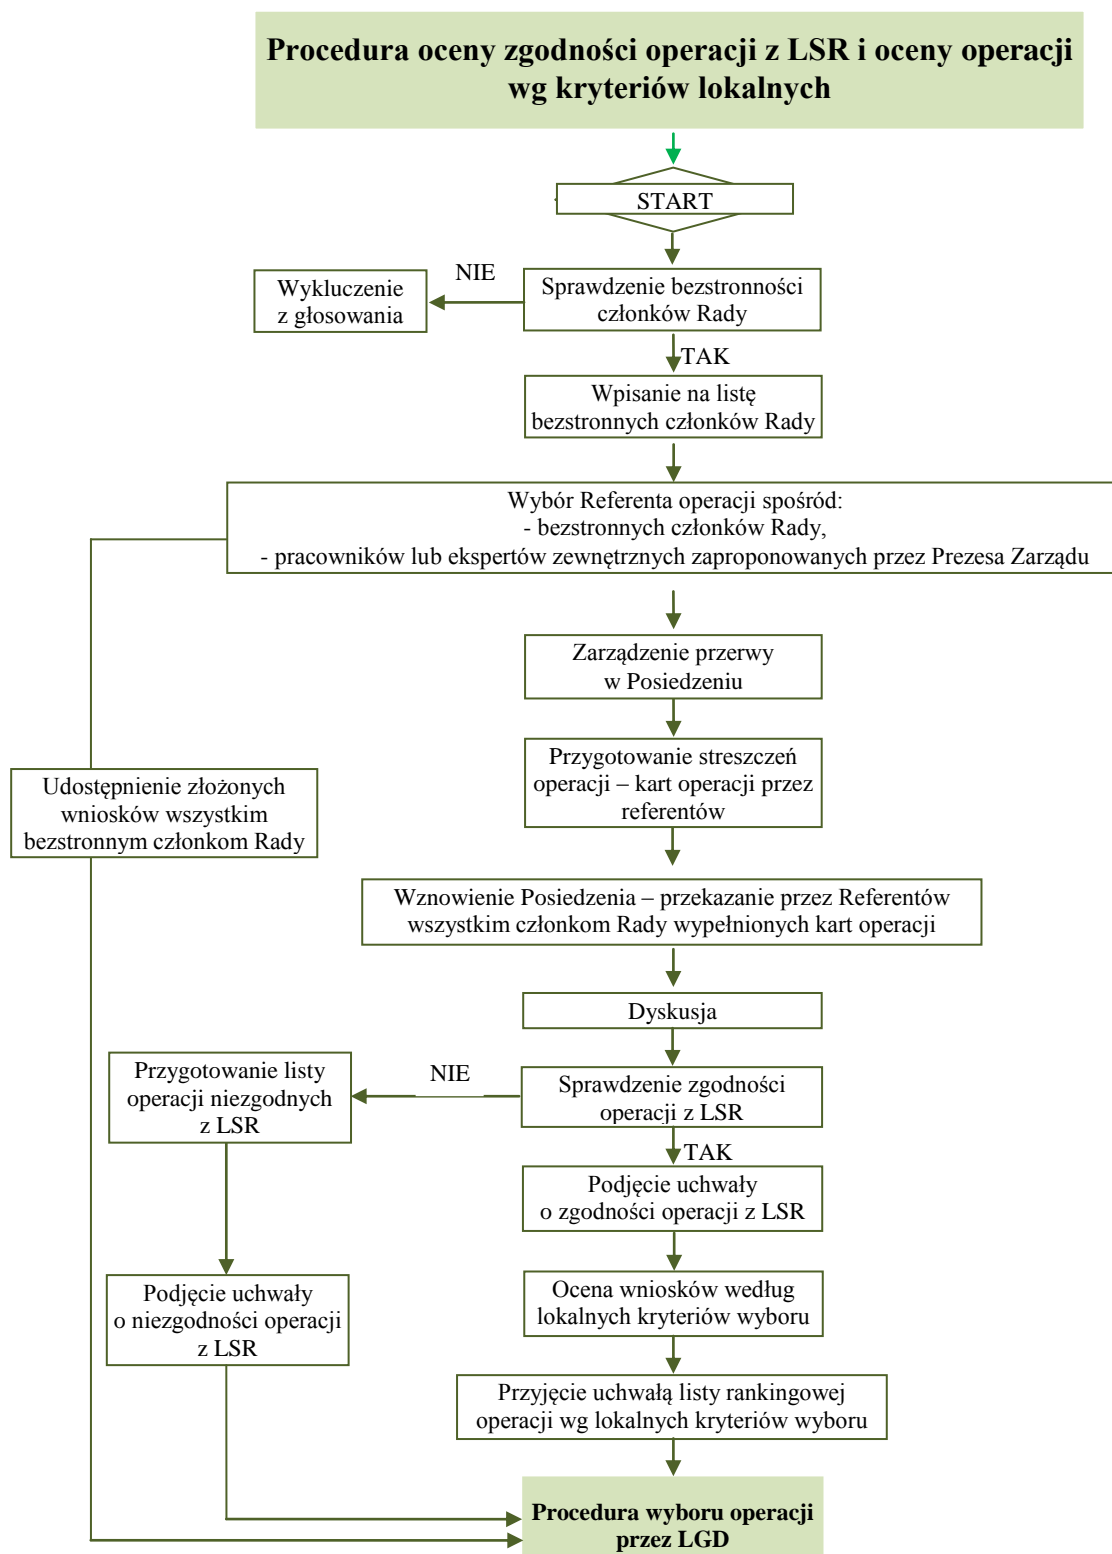 Procedura oceny zgodności operacji z LSR i oceny operacji
wg kryteriów lokalnych
START
NIE
Wykluczenie
z głosowania
Sprawdzenie bezstronności
członków Rady
TAK
Wpisanie na listę
bezstronnych członków Rady
Wybór Referenta operacji spośród:
- bezstronnych członków Rady,
- pracowników lub ekspertów zewnętrznych zaproponowanych przez Prezesa Zarządu
Zarządzenie przerwy
w Posiedzeniu
Przygotowanie streszczeń
operacji – kart operacji przez
referentów
Udostępnienie złożonych
wniosków wszystkim
bezstronnym członkom Rady
Wznowienie Posiedzenia – przekazanie przez Referentów
wszystkim członkom Rady wypełnionych kart operacji
Dyskusja
Przygotowanie listy
operacji niezgodnych
z LSR
NIE
Sprawdzenie zgodności
operacji z LSR
TAK
Podjęcie uchwały
o zgodności operacji z LSR
Podjęcie uchwały
o niezgodności operacji
z LSR
Ocena wniosków według
lokalnych kryteriów wyboru
Przyjęcie uchwałą listy rankingowej
operacji wg lokalnych kryteriów wyboru
Procedura wyboru operacji
przez LGD